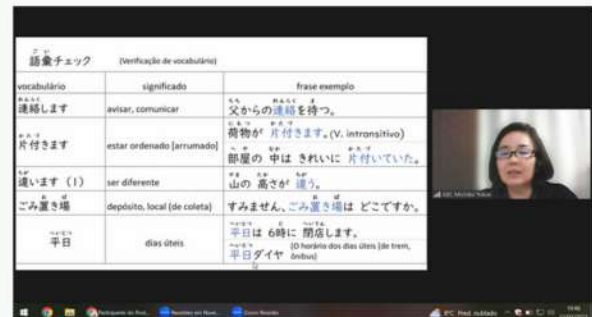 語彙チェック (Verificação de vocabulário)
vocabulário significado frase exemplo
連絡します avisar, comunicar 父からの連絡を待つ。
片付きます estar ordenado [arrumado] 荷物が 片付きます。(V. intransitivo)
部屋の 中は きれいに 片付いていた。
違います (I) ser diferente 山の 高さが 違う。
ごみ置き場 depósito, local (de coleta) すみません、ごみ置き場は どこですか。
平日 dias úteis 平日は 6時に 閉店します。
平日ダイヤ (O horário dos dias úteis [de trem, ônibus)